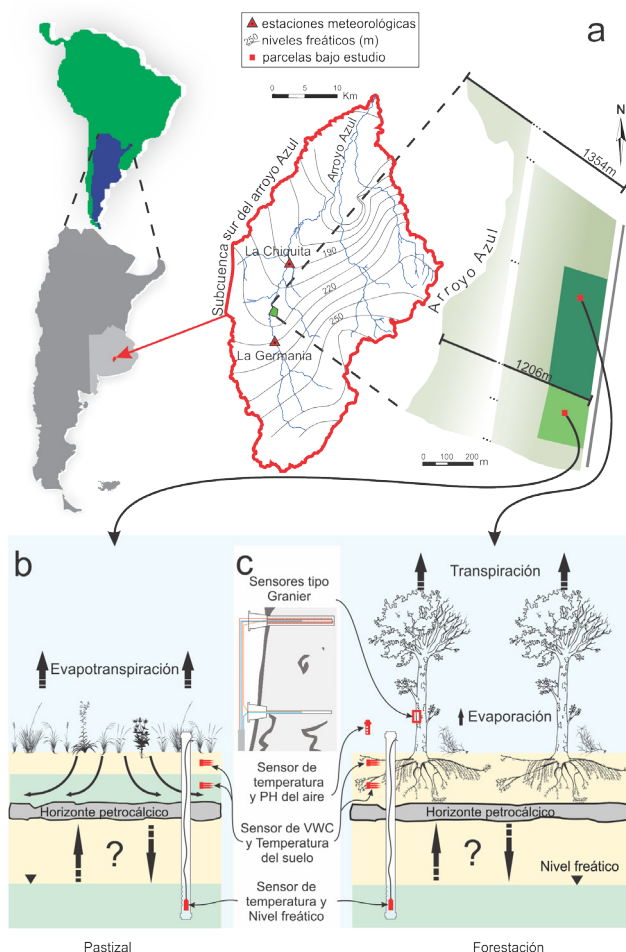 a
estaciones meteorológicas
250 niveles freáticos (m)
parcelas bajo estudio
0 5 10
Km
N
1354m
Subcuenca sur del arroyo Azul
Arroyo Azul
La Chiquita
190
220
250
La Germania
Arroyo Azul
1206m
0 100 200
m
b
Evapotranspiración
Horizonte petrocálcico
?
c
Sensores tipo
Granier
Sensor de
temperatura
y PH del aire
Sensor de VWC
y Temperatura
del suelo
Sensor de
temperatura y
Nivel freático
Transpiración
Evaporación
Horizonte petrocálcico
?
Nivel freático
Pastizal
Forestación